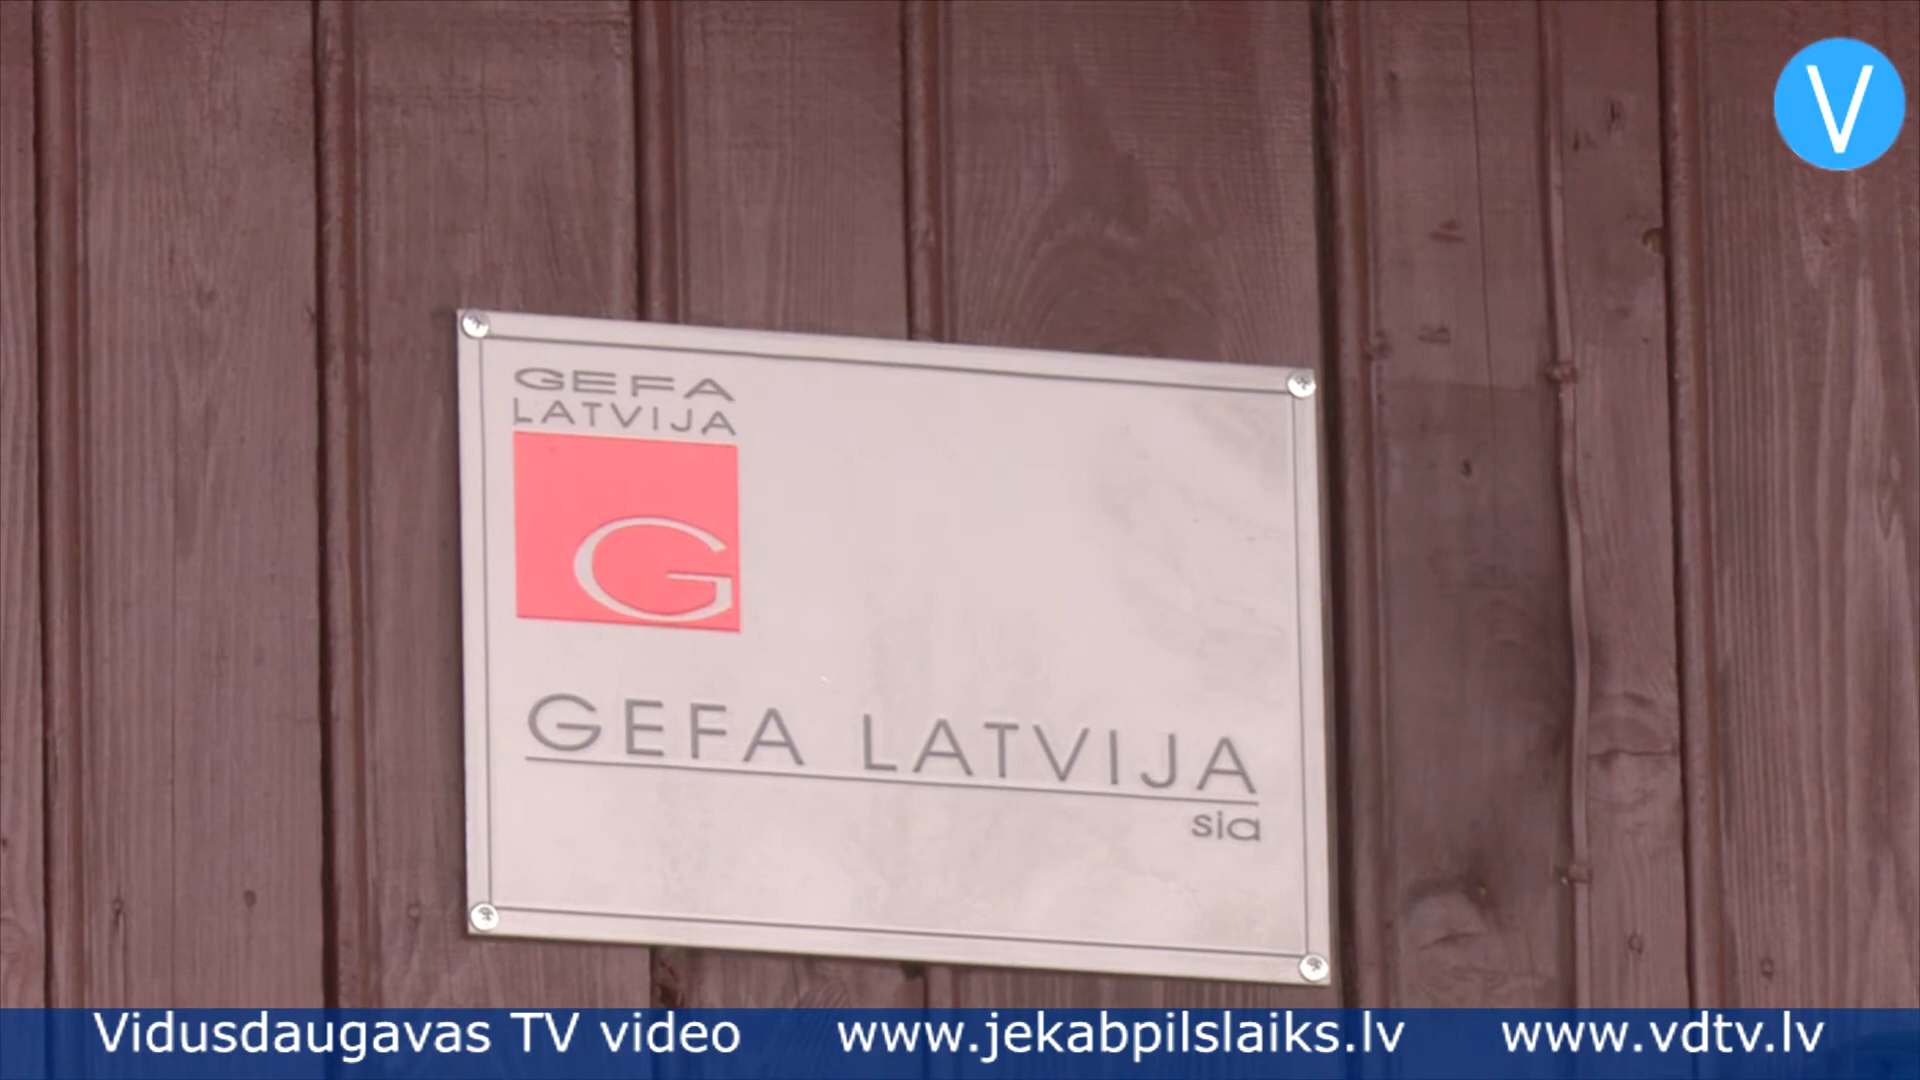 V
GEFA
LATVIJA
G
GEFA LATVIJA
sia
Vidusdaugavas TV video www.jekabpilslaiks.lv www.vdtv.lv